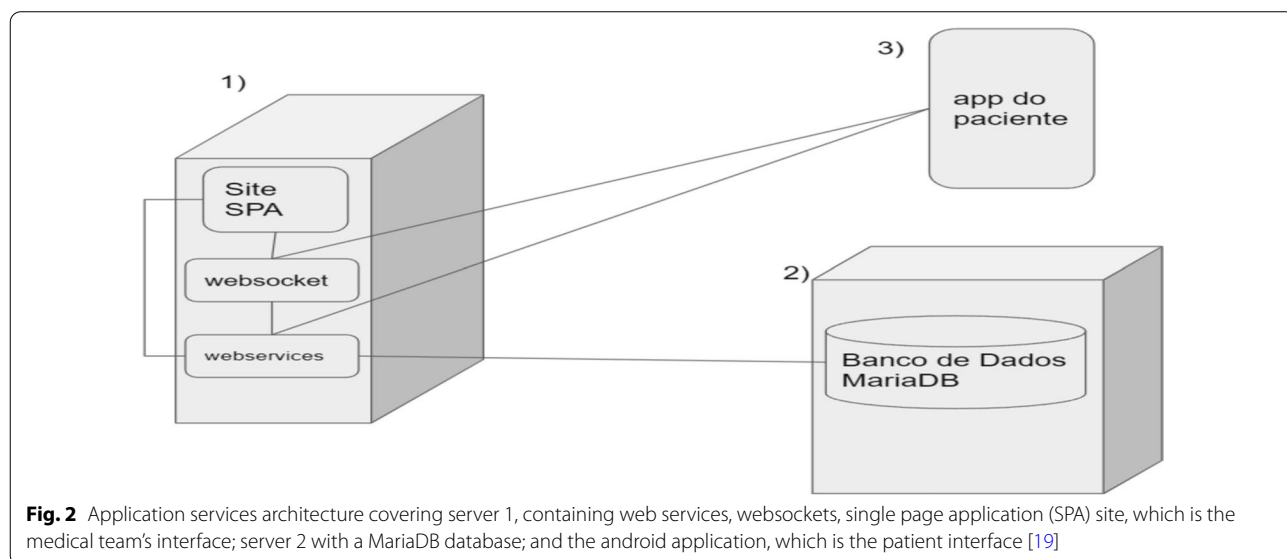 1)
Site
SPA
websocket
webservices
3)
app do
paciente
2)
Banco de Dados
MariaDB
Fig. 2 Application services architecture covering server 1, containing web services, websockets, single page application (SPA) site, which is the
medical team's interface; server 2 with a MariaDB database; and the android application, which is the patient interface [19]